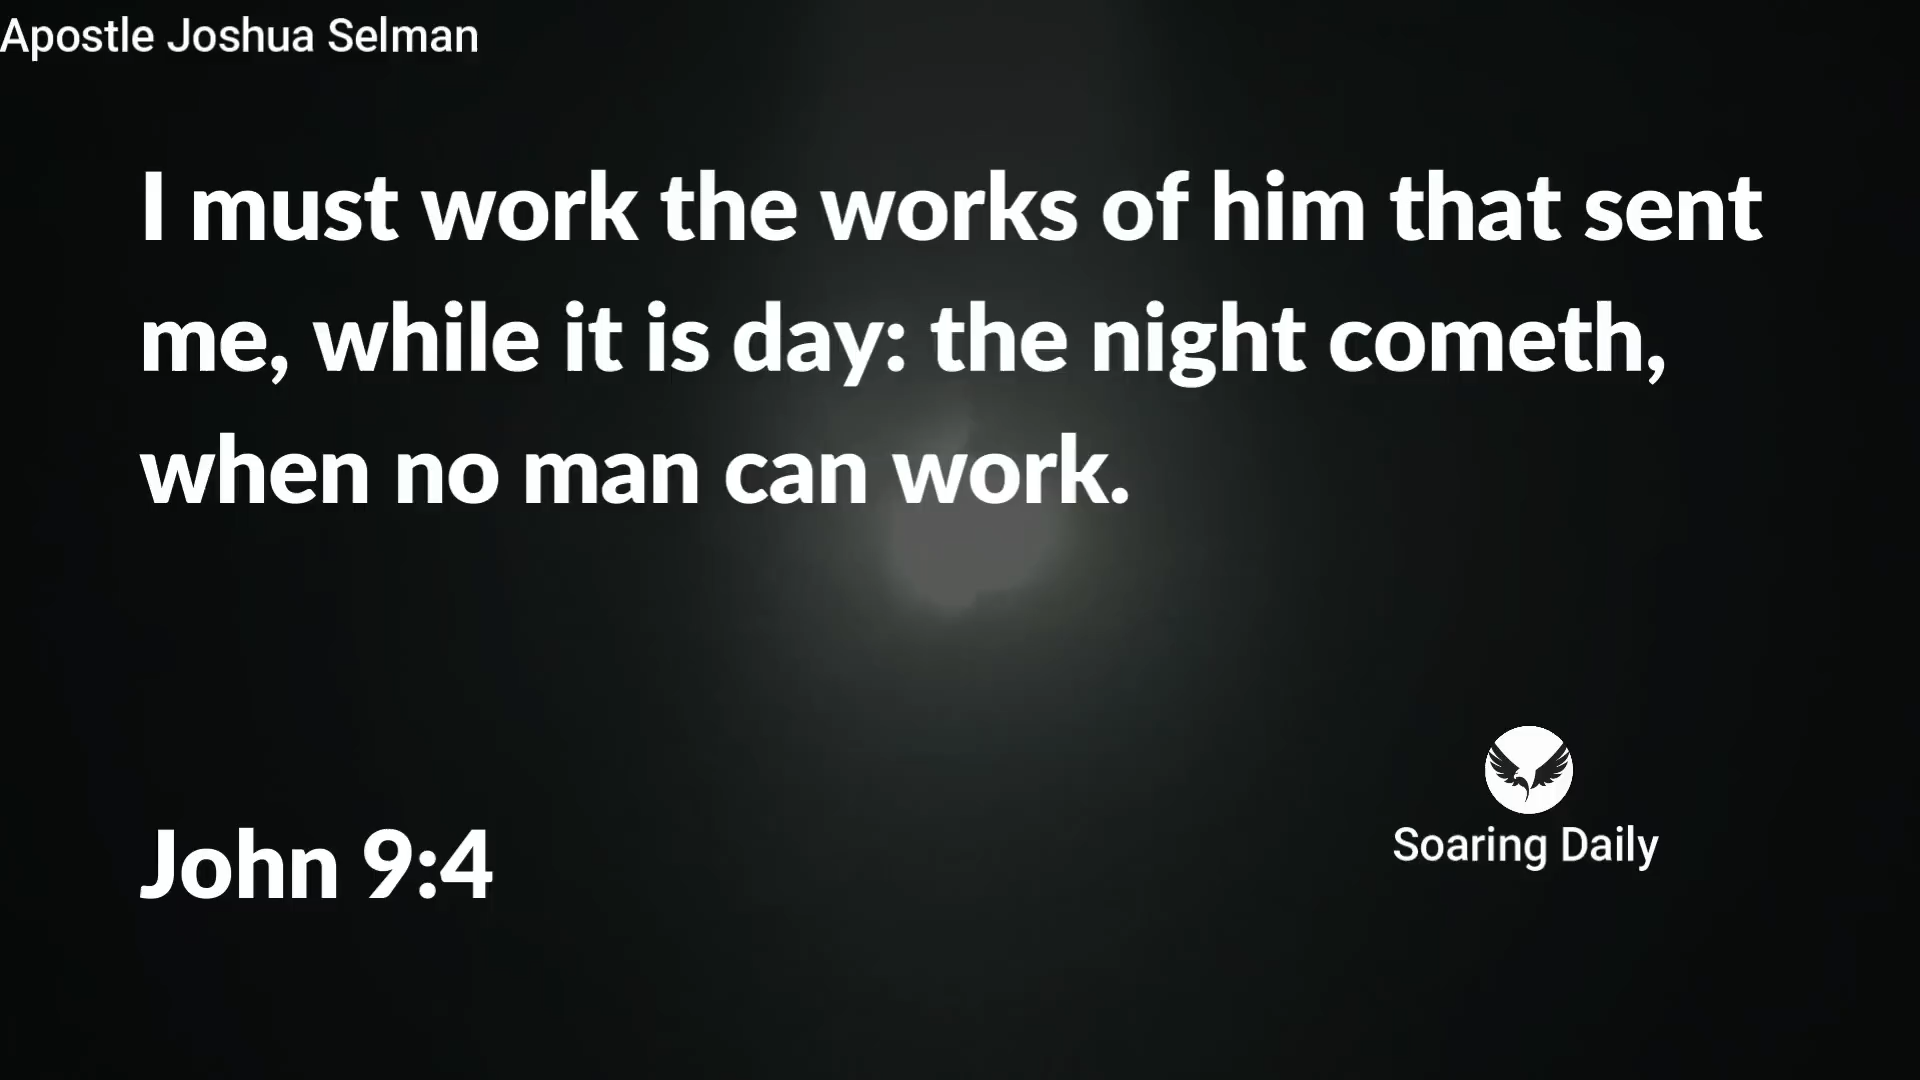 Apostle Joshua Selman
I must work the works of him that sent
me, while it is day: the night cometh,
when no man can work.
John 9:4
Soaring Daily